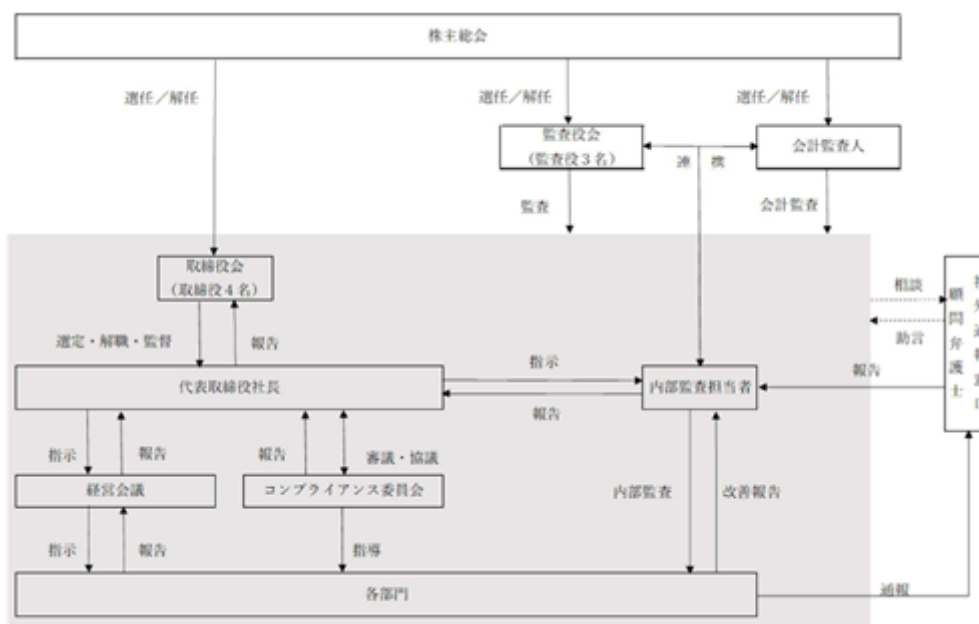 株主総会
選任／解任
選任／解任
選任／解任
監査役会
（監査役３名）
会計監査人
連 携
監査
会計監査
取締役会
（取締役４名）
相談
助言
顧問弁護士
選定・解職・監督
報告
代表取締役社長
指示
報告
内部監査担当者
報告
指示
報告
報告
審議・協議
経営会議
コンプライアンス委員会
内部監査
改善報告
指示
報告
指導
各部門
通報